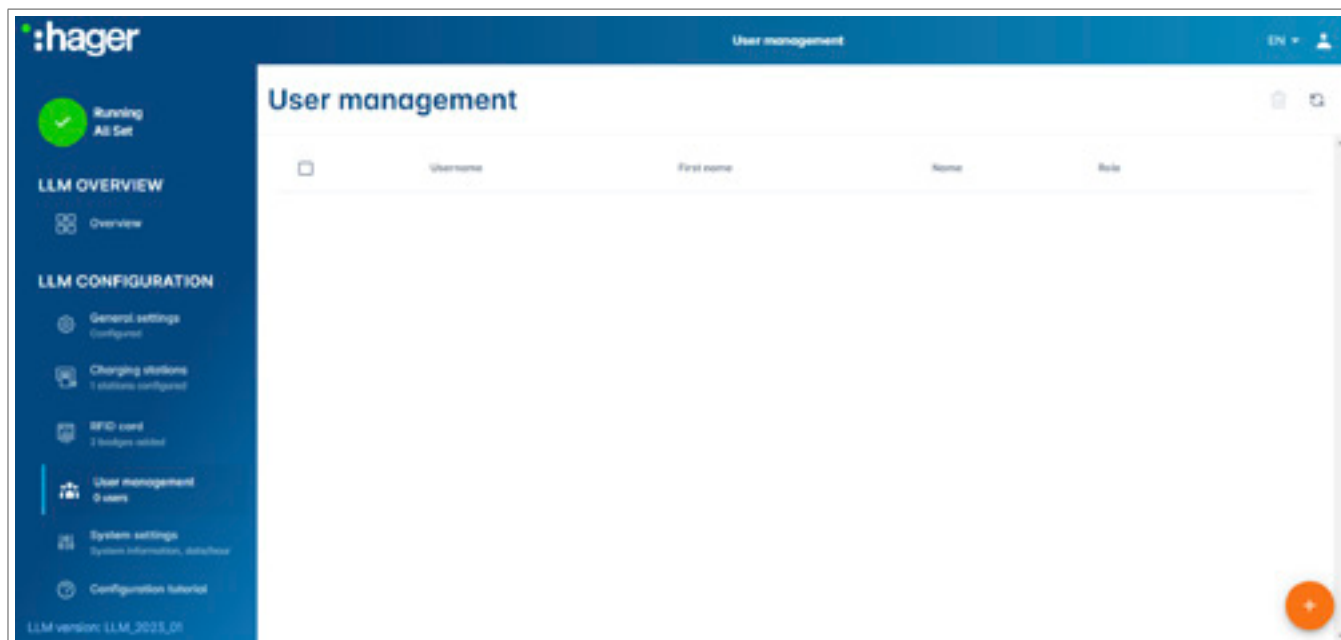 :hager
User management
EN
Running
All Set
User management
Username First name Name Role
LLM OVERVIEW
Overview
LLM CONFIGURATION
General settings
Configured
Charging stations
1 stations configured
RFID card
2 badges added
User management
0 users
System settings
System information, date/hour
Configuration tutorial
LLM version: LLM_2023_01